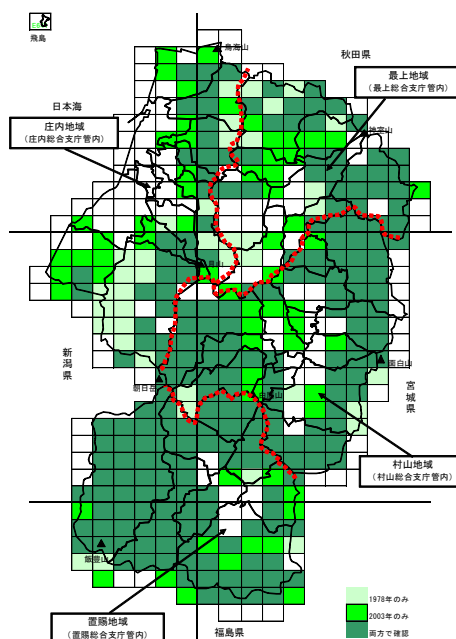 飛島
鳥海山
秋田県
日本海
最上地域
（最上総合支庁管内）
庄内地域
（庄内総合支庁管内）
神室山
月山
新潟県
面白山
朝日岳
白鷹山
宮城県
村山地域
（村山総合支庁管内）
飯豊山
置賜地域
（置賜総合支庁管内）
福島県
1978年のみ
2003年のみ
両方で確認